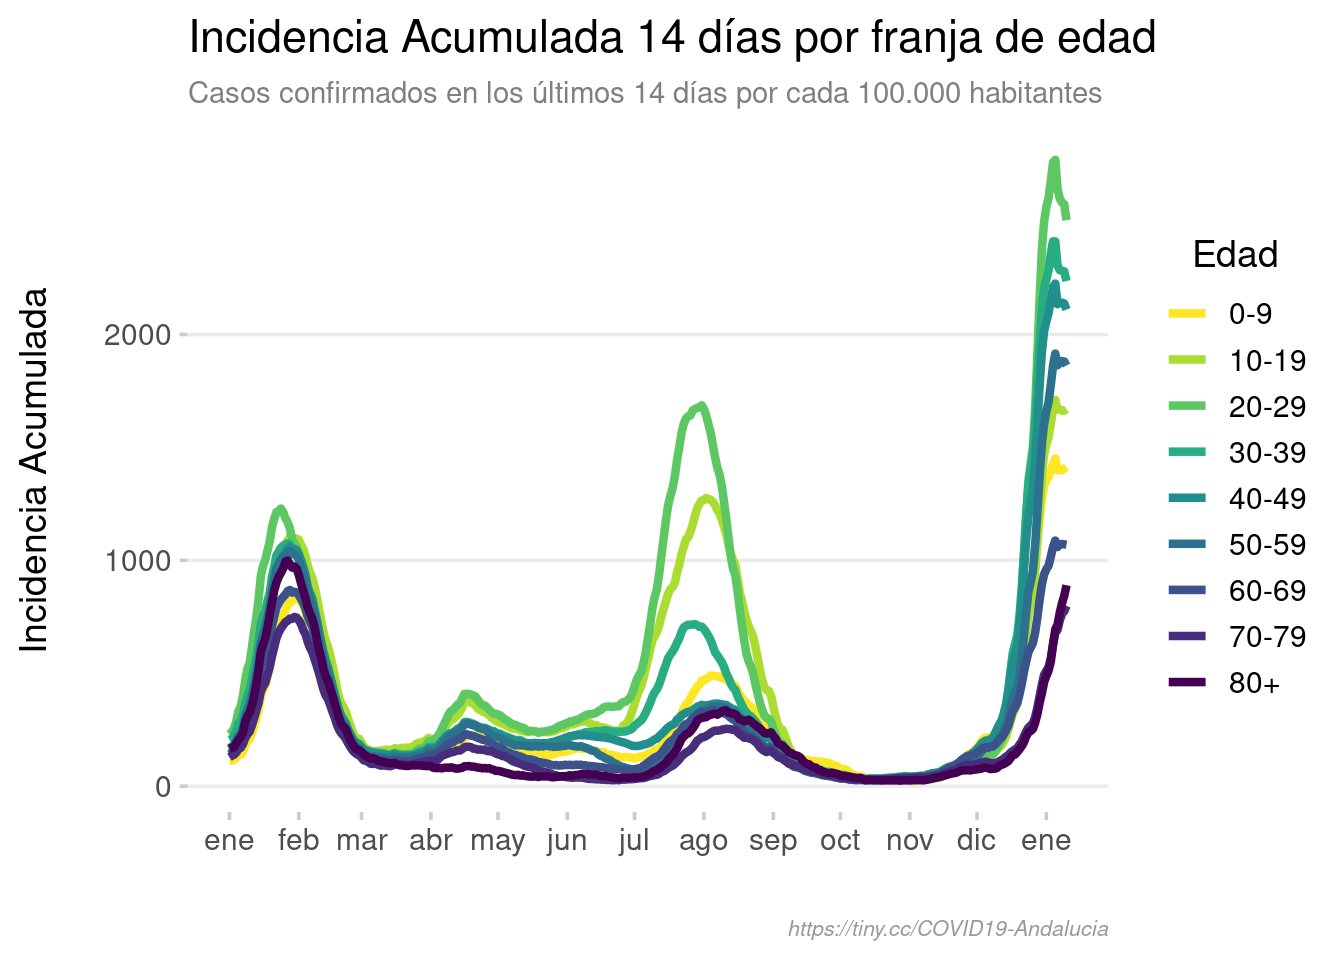 Incidencia Acumulada 14 días por franja de edad
Casos confirmados en los últimos 14 días por cada 100.000 habitantes
Incidencia Acumulada
2000
1000
0
ene feb mar abr may jun jul ago sep oct nov dic ene
Edad
0-9
10-19
20-29
30-39
40-49
50-59
60-69
70-79
80+
https://tiny.cc/COVID19-Andalucia